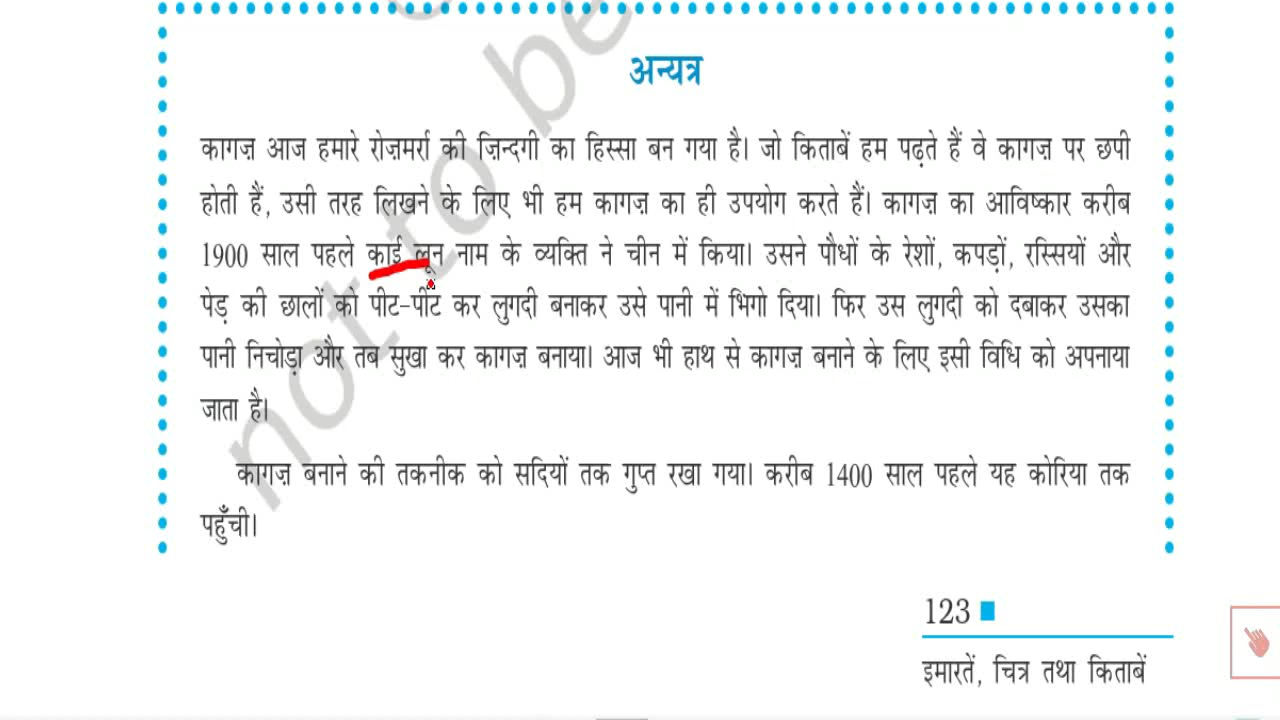 अन्यत्र
कागज़ आज हमारे रोज़मर्रा की ज़िन्दगी का हिस्सा बन गया है। जो किताबें हम पढ़ते हैं वे कागज़ पर छपी
होती हैं, उसी तरह लिखने के लिए भी हम कागज़ का ही उपयोग करते हैं। कागज़ का आविष्कार करीब
1900 साल पहले काई लून नाम के व्यक्ति ने चीन में किया। उसने पौधों के रेशों, कपड़ों, रस्सियों और
पेड़ की छालों को पीट-पीट कर लुगदी बनाकर उसे पानी में भिगो दिया। फिर उस लुगदी को दबाकर उसका
पानी निचोड़ा और तब सुखा कर कागज़ बनाया। आज भी हाथ से कागज़ बनाने के लिए इसी विधि को अपनाया
जाता है।
कागज़ बनाने की तकनीक को सदियों तक गुप्त रखा गया। करीब 1400 साल पहले यह कोरिया तक
पहुँची।
not to be
123
इमारतें, चित्र तथा किताबें